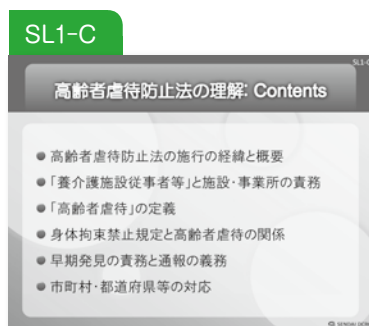 SL1-C
SL1-C
高齢者虐待防止法の理解: Contents
● 高齢者虐待防止法の施行の経緯と概要
● 「養介護施設従事者等」と施設・事業所の責務
● 「高齢者虐待」の定義
● 身体拘束禁止規定と高齢者虐待の関係
● 早期発見の責務と通報の義務
● 市町村・都道府県等の対応